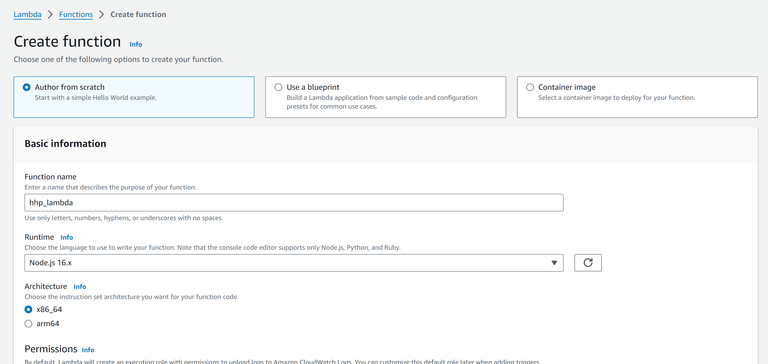 Lambda > Functions > Create function
Create function Info
Choose one of the following options to create your function.
Author from scratch
Start with a simple Hello World example.
Use a blueprint
Build a Lambda application from sample code and configuration
presets for common use cases.
Container image
Select a container image to deploy for your function.
Basic information
Function name
Enter a name that describes the purpose of your function.
hhp_lambda
Use only letters, numbers, hyphens, or underscores with no spaces.
Runtime Info
Choose the language to use to write your function. Note that the console code editor supports only Node.js, Python, and Ruby.
Node.js 16.x
Architecture Info
Choose the instruction set architecture you want for your function code.
x86_64
arm64
Permissions Info
By default, Lambda will create an execution role with permissions to upload logs to Amazon CloudWatch Logs. You can customize this default role later when adding triggers.